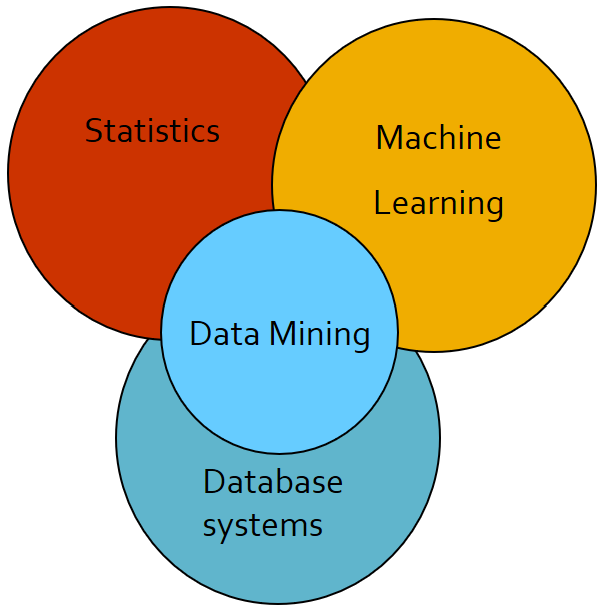 Statistics
Machine
Learning
Data Mining
Database
systems